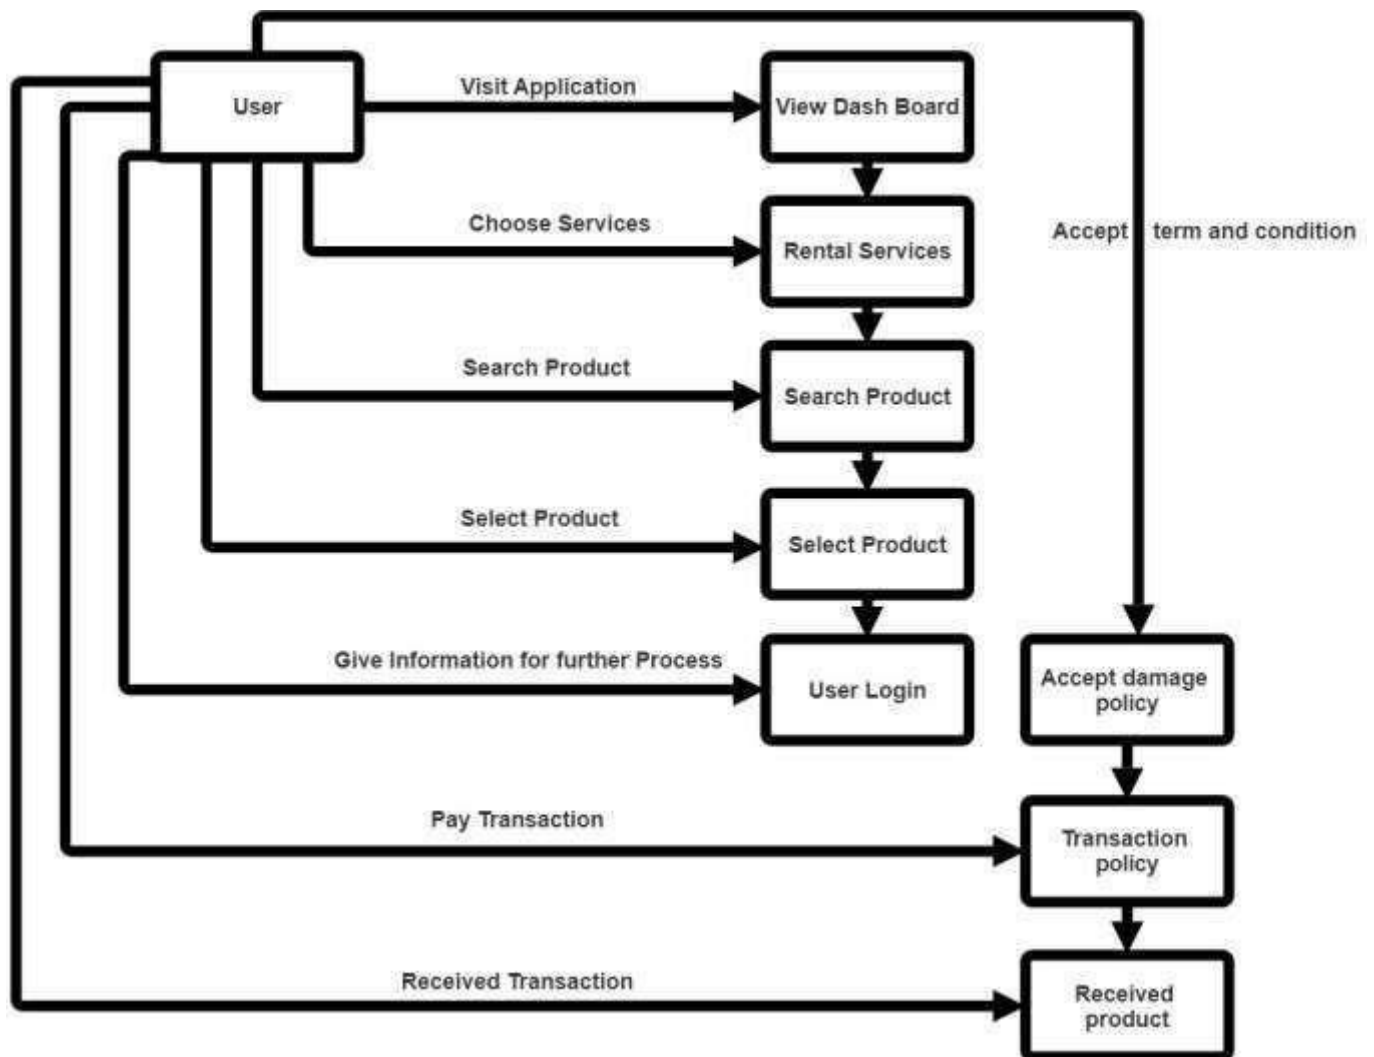 User
Visit Application
View Dash Board
Choose Services
Rental Services
Accept term and condition
Search Product
Search Product
Select Product
Select Product
Give Information for further Process
User Login
Accept damage
policy
Pay Transaction
Transaction
policy
Received Transaction
Received
product